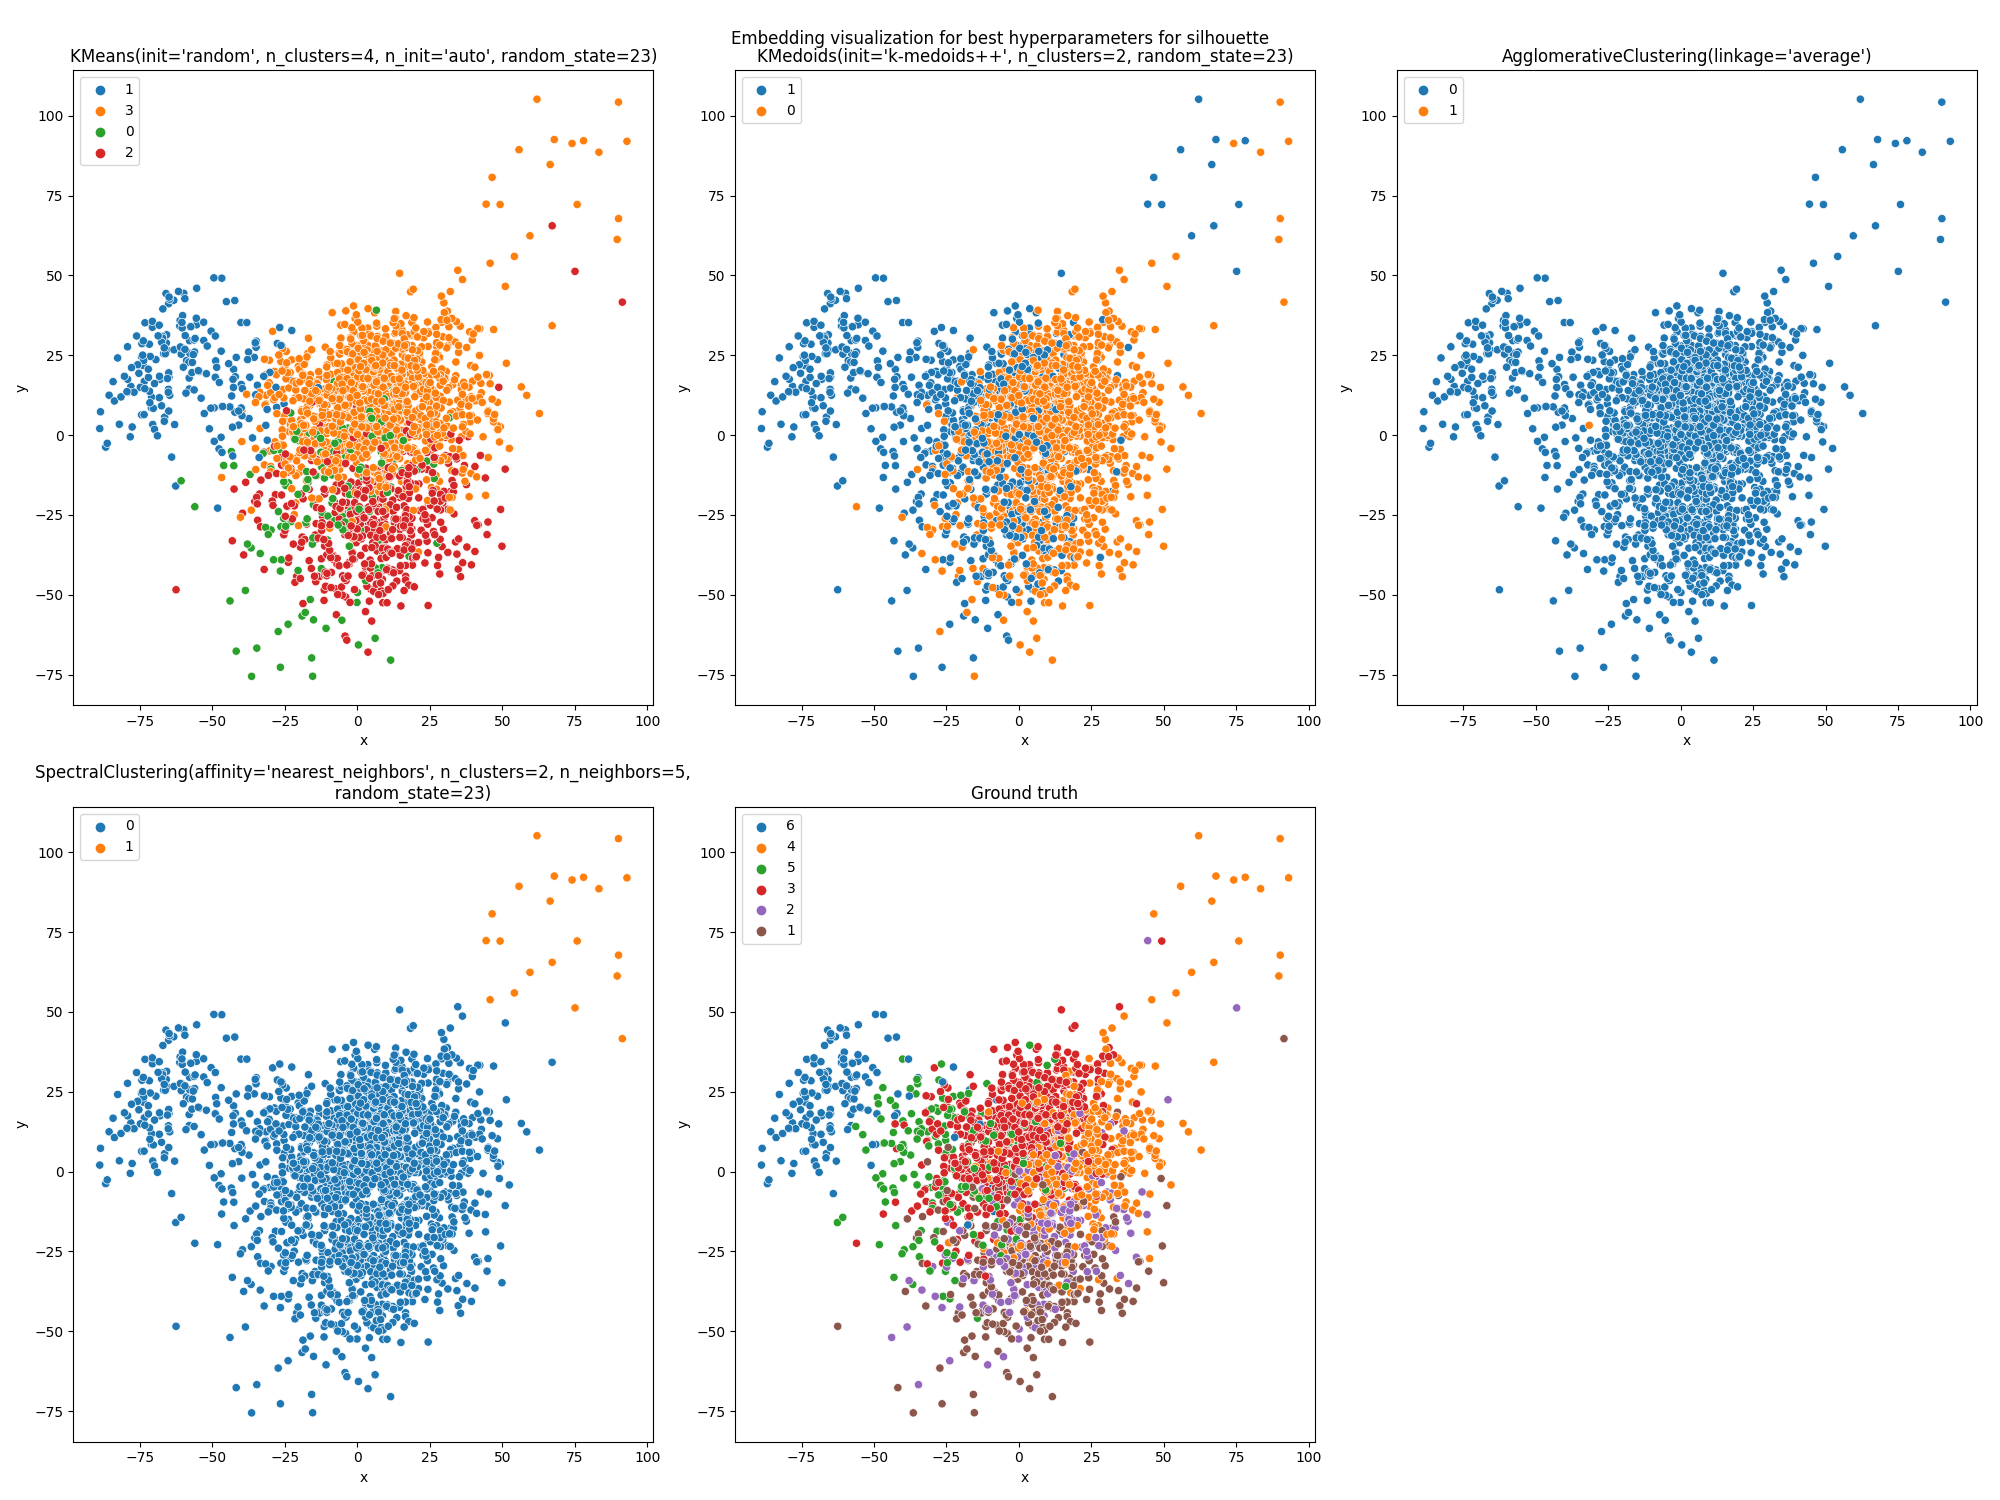 Embedding visualization for best hyperparameters for silhouette
KMeans(init='random', n_clusters=4, n_init='auto', random_state=23)
1
3
0
2
100
75
50
25
0
−25
−50
−75
y
−75 −50 −25 0 25 50 75 100
x
KMedoids(init='k-medoids++', n_clusters=2, random_state=23)
1
0
100
75
50
25
0
−25
−50
−75
y
−75 −50 −25 0 25 50 75 100
x
AgglomerativeClustering(linkage='average')
0
1
100
75
50
25
0
−25
−50
−75
y
−75 −50 −25 0 25 50 75 100
x
SpectralClustering(affinity='nearest_neighbors', n_clusters=2, n_neighbors=5,
random_state=23)
0
1
100
75
50
25
0
−25
−50
−75
y
−75 −50 −25 0 25 50 75 100
x
Ground truth
6
4
5
3
2
1
100
75
50
25
0
−25
−50
−75
y
−75 −50 −25 0 25 50 75 100
x